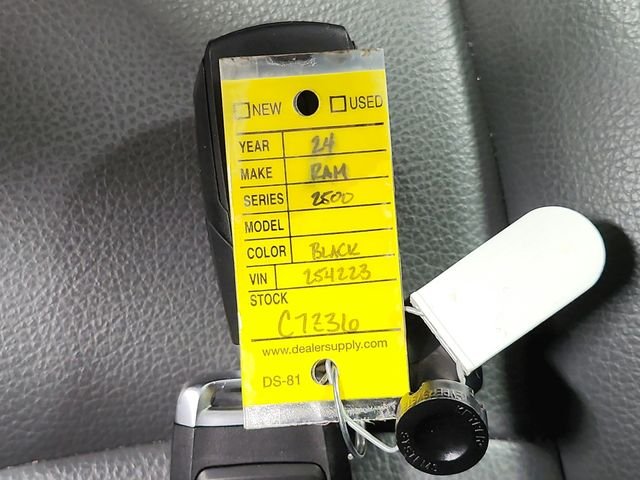 NEW USED
YEAR 24
MAKE RAM
SERIES 2500
MODEL
COLOR BLACK
VIN 254223
STOCK
C7236
www.dealersupply.com
DS-81